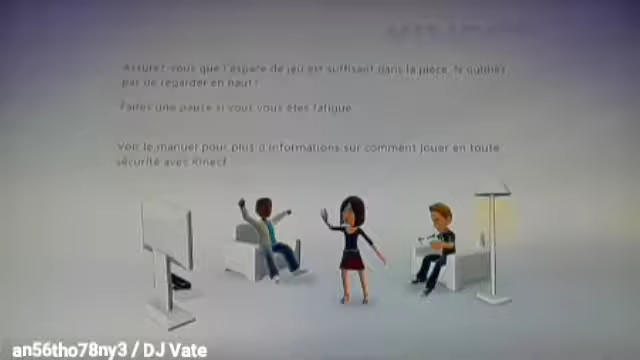 Assurez-vous que l'espace de jeu est suffisant dans la pièce. N'oubliez
pas de regarder en haut !
Faites une pause si vous vous êtes fatigué.
Voir le manuel pour plus d'informations sur comment jouer en toute
sécurité avec Kinect.
an56tho78ny3 / DJ Vate